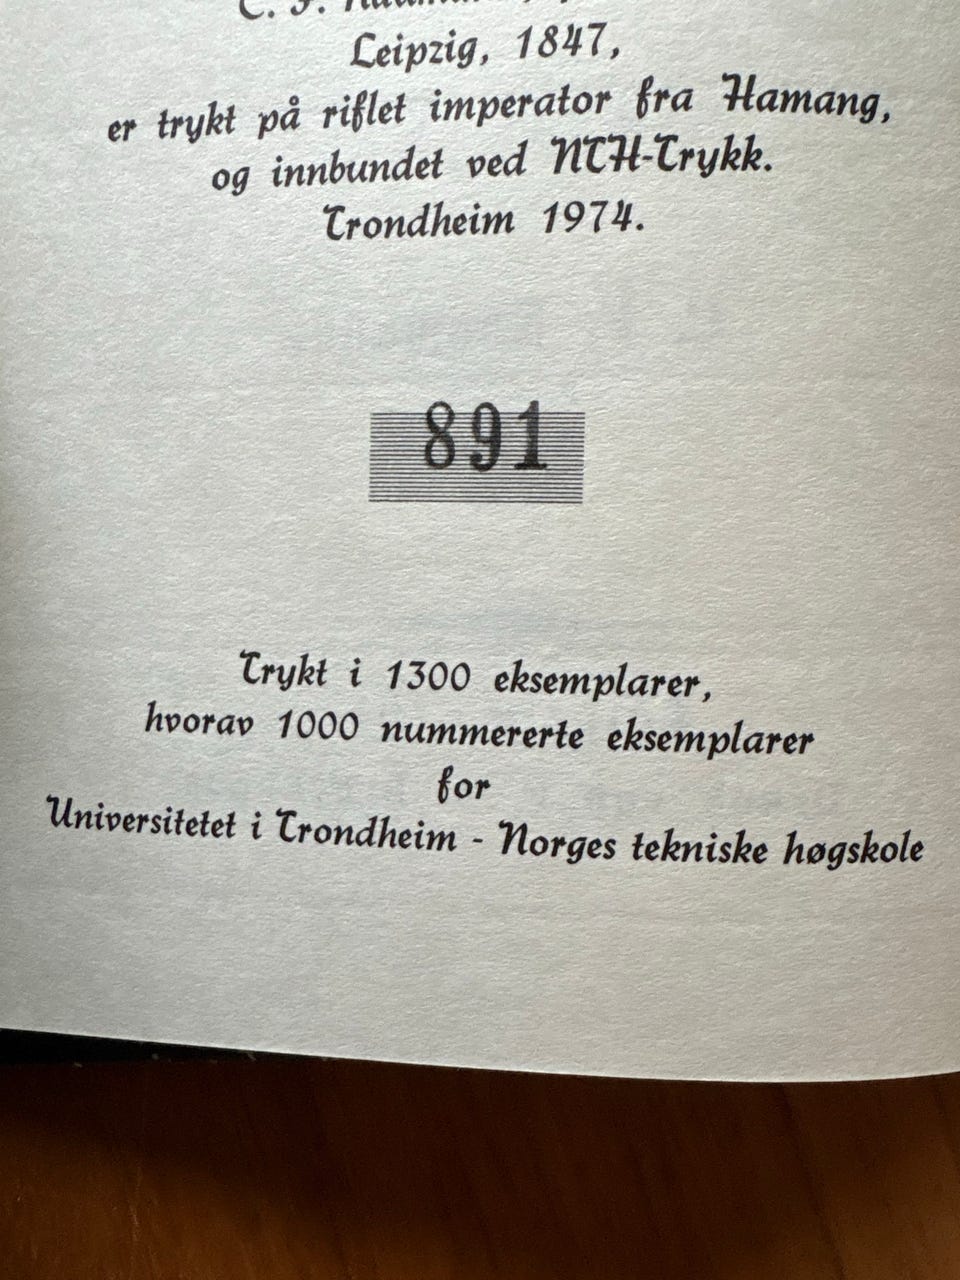 C. F.
Leipzig, 1847,
er trykt på riflet imperator fra Hamang,
og innbundet ved NTH-Trykk.
Trondheim 1974.
891
Trykt i 1300 eksemplarer,
hvorav 1000 nummererte eksemplarer
for
Universitetet i Trondheim - Norges tekniske høgskole